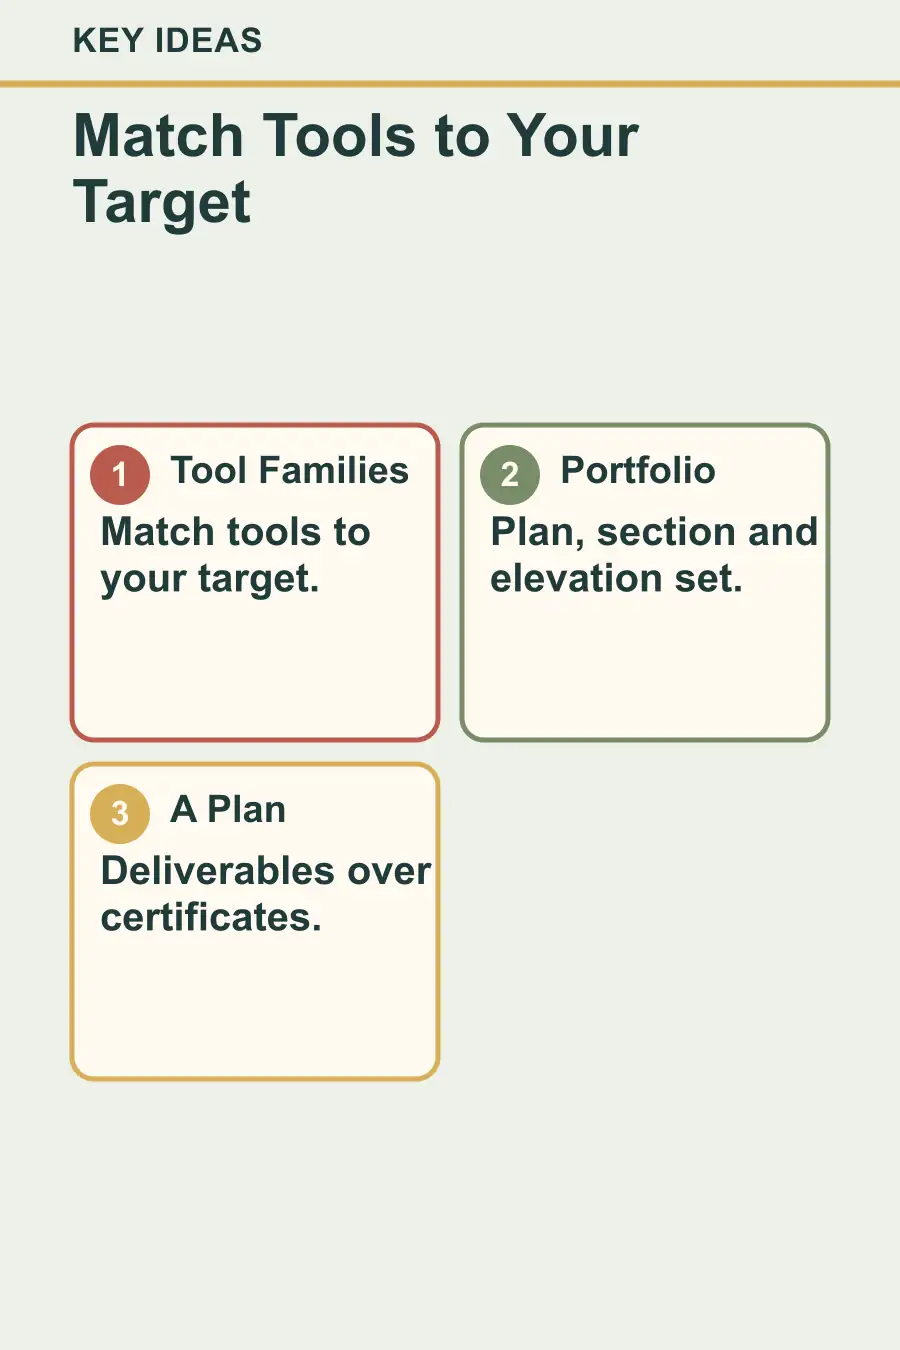 KEY IDEAS
Match Tools to Your
Target
1
Tool Families
Match tools to
your target.
2
Portfolio
Plan, section and
elevation set.
3
A Plan
Deliverables over
certificates.